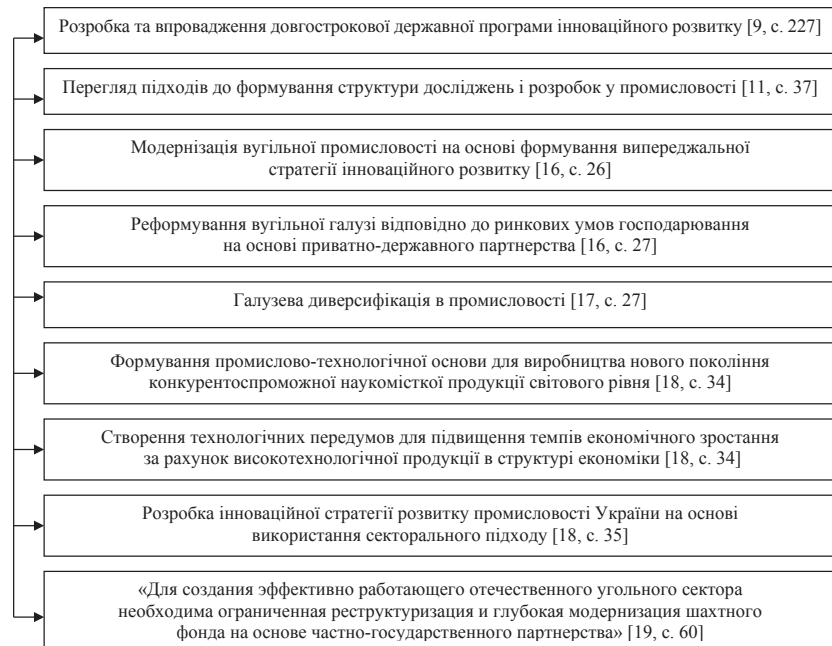 Розробка та впровадження довгострокової державної програми інноваційного розвитку [9, с. 227]
Перегляд підходів до формування структури досліджень і розробок у промисловості [11, с. 37]
Модернізація вугільної промисловості на основі формування випереджальної
стратегії інноваційного розвитку [16, с. 26]
Реформування вугільної галузі відповідно до ринкових умов господарювання
на основі приватно-державного партнерства [16, с. 27]
Галузева диверсифікація в промисловості [17, с. 27]
Формування промислово-технологічної основи для виробництва нового покоління
конкурентоспроможної наукомісткої продукції світового рівня [18, с. 34]
Створення технологічних передумов для підвищення темпів економічного зростання
за рахунок високотехнологічної продукції в структурі економіки [18, с. 34]
Розробка інноваційної стратегії розвитку промисловості України на основі
використання секторального підходу [18, с. 35]
«Для создания эффективно работающего отечественного угольного сектора
необходима ограниченная реструктуризация и глубокая модернизация шахтного
фонда на основе частно-государственного партнерства» [19, с. 60]